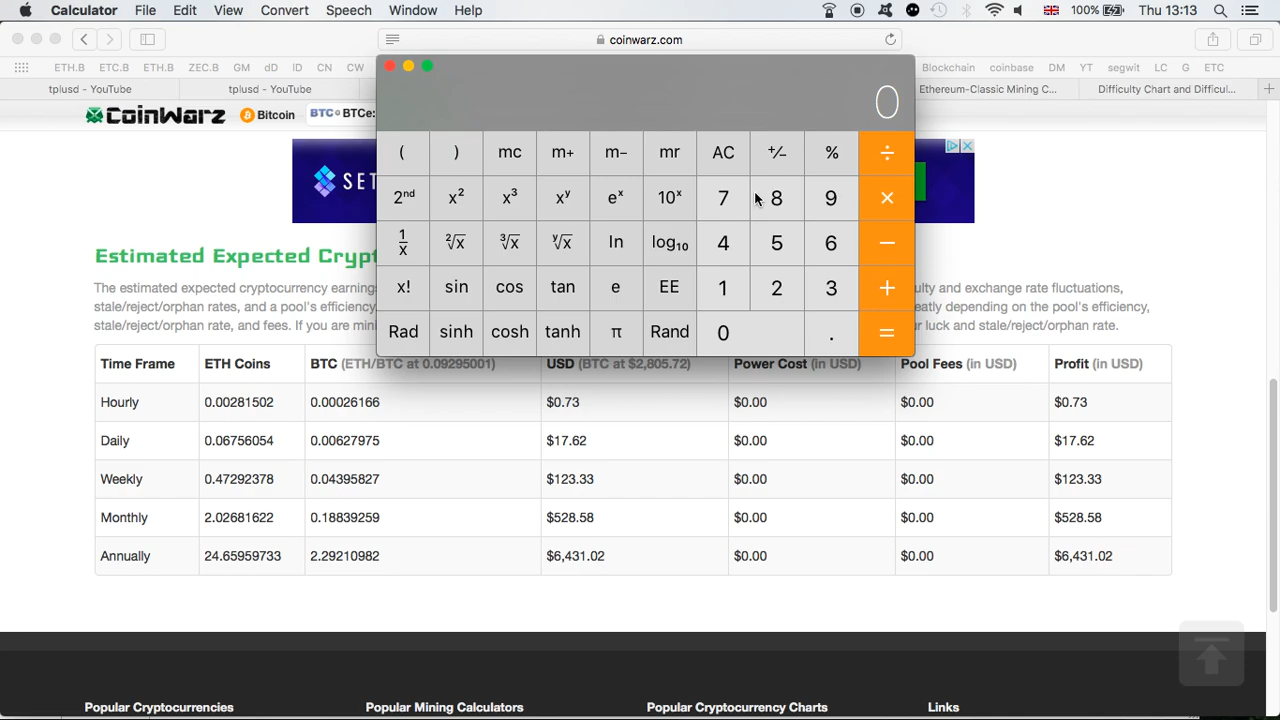 Calculator File Edit View Convert Speech Window Help 100% Thu 13:13
coinwarz.com
ETH.B ETC.B ETH.B ZEC.B GM dD ID CN CW Blockchain coinbase DM YT segwit LC G ETC
tplusd - YouTube tplusd - YouTube Ethereum-Classic Mining C... Difficulty Chart and Difficul...
CoinWarz Bitcoin BTC BTCe:
0
( ) mc m+ m− mr AC +/− % ÷
2nd x² x³ xʸ eˣ 10ˣ 7 8 9 ×
1/x ²√x ³√x ʸ√x ln log₁₀ 4 5 6 −
x! sin cos tan e EE 1 2 3 +
Rad sinh cosh tanh π Rand 0 . =
SET
Estimated Expected Crypt
The estimated expected cryptocurrency earning ulty and exchange rate fluctuations,
stale/reject/orphan rates, and a pool's efficiency. eatly depending on the pool's efficiency,
stale/reject/orphan rate, and fees. If you are mini r luck and stale/reject/orphan rate.
Time Frame ETH Coins BTC (ETH/BTC at 0.09295001) USD (BTC at $2,805.72) Power Cost (in USD) Pool Fees (in USD) Profit (in USD)
Hourly 0.00281502 0.00026166 $0.73 $0.00 $0.00 $0.73
Daily 0.06756054 0.00627975 $17.62 $0.00 $0.00 $17.62
Weekly 0.47292378 0.04395827 $123.33 $0.00 $0.00 $123.33
Monthly 2.02681622 0.18839259 $528.58 $0.00 $0.00 $528.58
Annually 24.65959733 2.29210982 $6,431.02 $0.00 $0.00 $6,431.02
Popular Cryptocurrencies Popular Mining Calculators Popular Cryptocurrency Charts Links